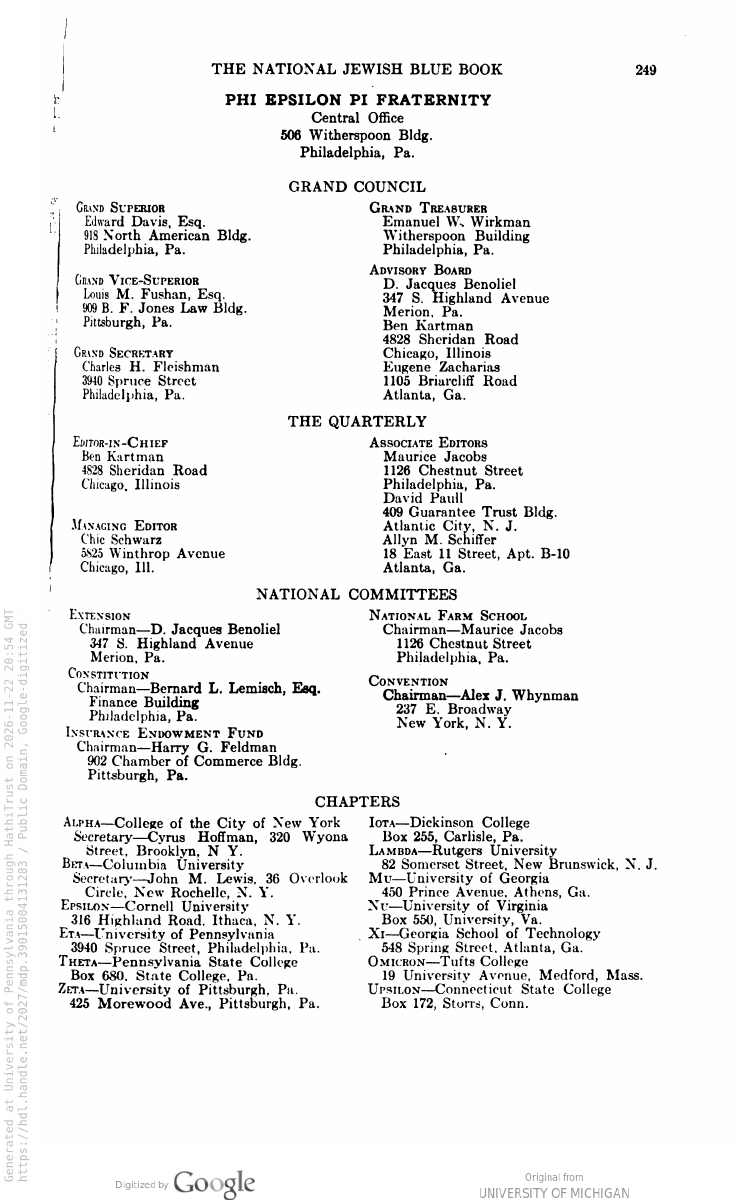 THE NATIONAL JEWISH BLUE BOOK 249
PHI EPSILON PI FRATERNITY
Central Office
506 Witherspoon Bldg.
Philadelphia, Pa.
GRAND COUNCIL
GRAND SUPERIOR
Edward Davis, Esq.
918 North American Bldg.
Philadelphia, Pa.
GRAND VICE-SUPERIOR
Louis M. Fushan, Esq.
909 B. F. Jones Law Bldg.
Pittsburgh, Pa.
GRAND SECRETARY
Charles H. Fleishman
3940 Spruce Street
Philadelphia, Pa.
GRAND TREASURER
Emanuel W. Wirkman
Witherspoon Building
Philadelphia, Pa.
ADVISORY BOARD
D. Jacques Benoliel
347 S. Highland Avenue
Merion, Pa.
Ben Kartman
4828 Sheridan Road
Chicago, Illinois
Eugene Zacharias
1105 Briarcliff Road
Atlanta, Ga.
THE QUARTERLY
EDITOR-IN-CHIEF
Ben Kartman
4828 Sheridan Road
Chicago, Illinois
MANAGING EDITOR
Chic Schwarz
5825 Winthrop Avenue
Chicago, Ill.
ASSOCIATE EDITORS
Maurice Jacobs
1126 Chestnut Street
Philadelphia, Pa.
David Paull
409 Guarantee Trust Bldg.
Atlantic City, N. J.
Allyn M. Schiffer
18 East 11 Street, Apt. B-10
Atlanta, Ga.
NATIONAL COMMITTEES
EXTENSION
Chairman—D. Jacques Benoliel
347 S. Highland Avenue
Merion, Pa.
CONSTITUTION
Chairman—Bernard L. Lemisch, Esq.
Finance Building
Philadelphia, Pa.
INSURANCE ENDOWMENT FUND
Chairman—Harry G. Feldman
902 Chamber of Commerce Bldg.
Pittsburgh, Pa.
NATIONAL FARM SCHOOL
Chairman—Maurice Jacobs
1126 Chestnut Street
Philadelphia, Pa.
CONVENTION
Chairman—Alex J. Whynman
237 E. Broadway
New York, N. Y.
CHAPTERS
ALPHA—College of the City of New York
Secretary—Cyrus Hoffman, 320 Wyona
Street, Brooklyn, N Y.
BETA—Columbia University
Secretary—John M. Lewis, 36 Overlook
Circle, New Rochelle, N. Y.
EPSILON—Cornell University
316 Highland Road, Ithaca, N. Y.
ETA—University of Pennsylvania
3940 Spruce Street, Philadelphia, Pa.
THETA—Pennsylvania State College
Box 680, State College, Pa.
ZETA—University of Pittsburgh, Pa.
425 Morewood Ave., Pittsburgh, Pa.
IOTA—Dickinson College
Box 255, Carlisle, Pa.
LAMBDA—Rutgers University
82 Somerset Street, New Brunswick, N. J.
MU—University of Georgia
450 Prince Avenue, Athens, Ga.
NU—University of Virginia
Box 550, University, Va.
XI—Georgia School of Technology
548 Spring Street, Atlanta, Ga.
OMICRON—Tufts College
19 University Avenue, Medford, Mass.
UPSILON—Connecticut State College
Box 172, Storrs, Conn.
Generated at University of Pennsylvania through HathiTrust on 2026-11-22 20:54 GMT
https://hdl.handle.net/2027/mdp.39015084131203 / Public Domain, Google-digitized
Digitized by Google
Original from
UNIVERSITY OF MICHIGAN